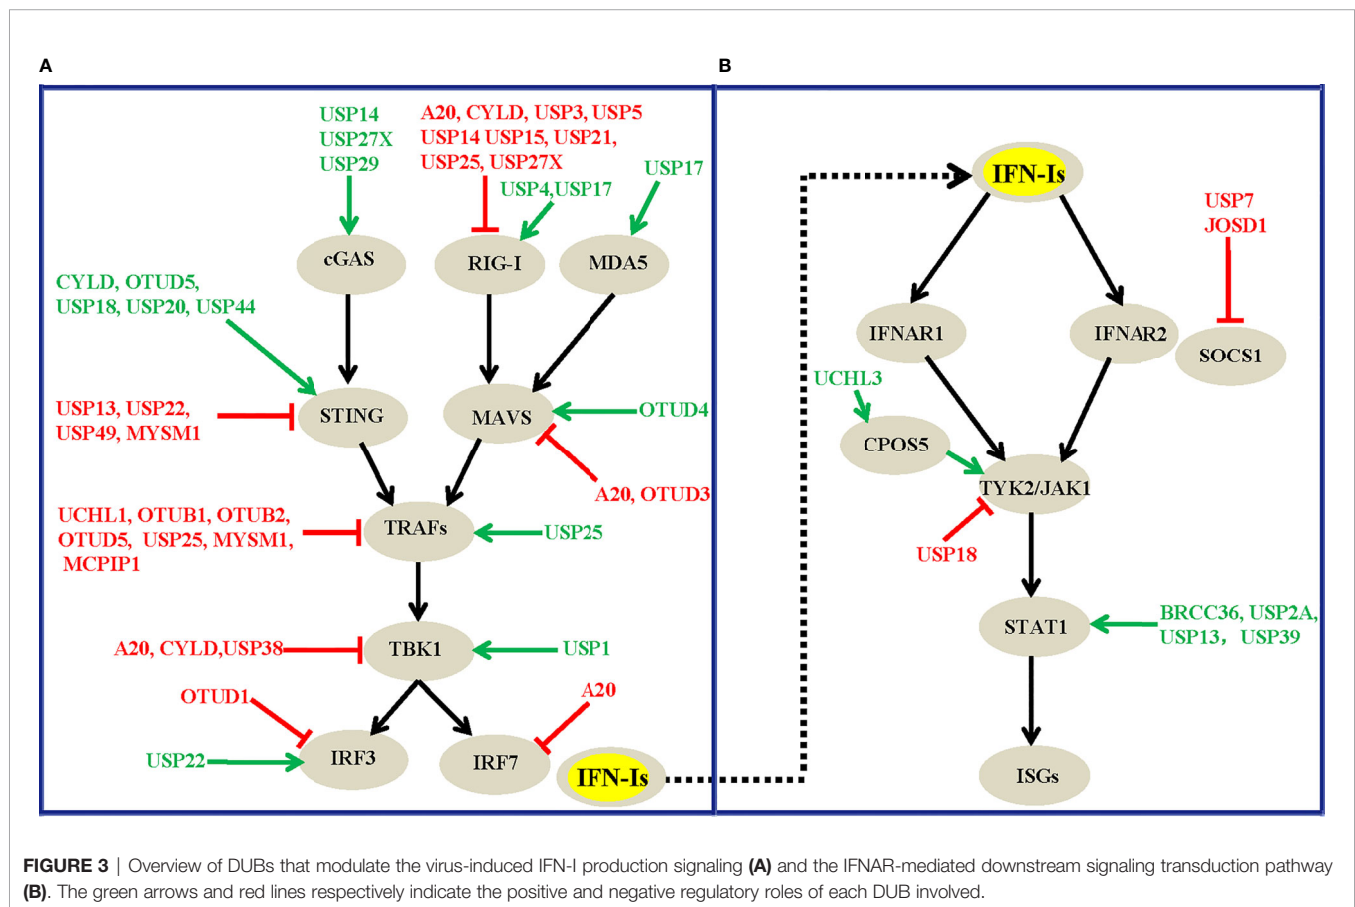 A
B
USP14
USP27X
USP29
A20, CYLD, USP3, USP5
USP14 USP15, USP21,
USP25, USP27X
USP4,USP17
USP17
cGAS
RIG-I
MDA5
CYLD, OTUD5,
USP18, USP20, USP44
USP13, USP22,
USP49, MYSM1
STING
MAVS
OTUD4
A20, OTUD3
UCHL1, OTUB1, OTUB2,
OTUD5, USP25, MYSM1,
MCPIP1
TRAFs
USP25
A20, CYLD,USP38
TBK1
USP1
OTUD1
A20
USP22
IRF3
IRF7
IFN-Is
IFN-Is
USP7
JOSD1
IFNAR1
IFNAR2
SOCS1
UCHL3
CPOS5
TYK2/JAK1
USP18
STAT1
BRCC36, USP2A,
USP13, USP39
ISGs
FIGURE 3 | Overview of DUBs that modulate the virus-induced IFN-I production signaling (A) and the IFNAR-mediated downstream signaling transduction pathway
(B). The green arrows and red lines respectively indicate the positive and negative regulatory roles of each DUB involved.